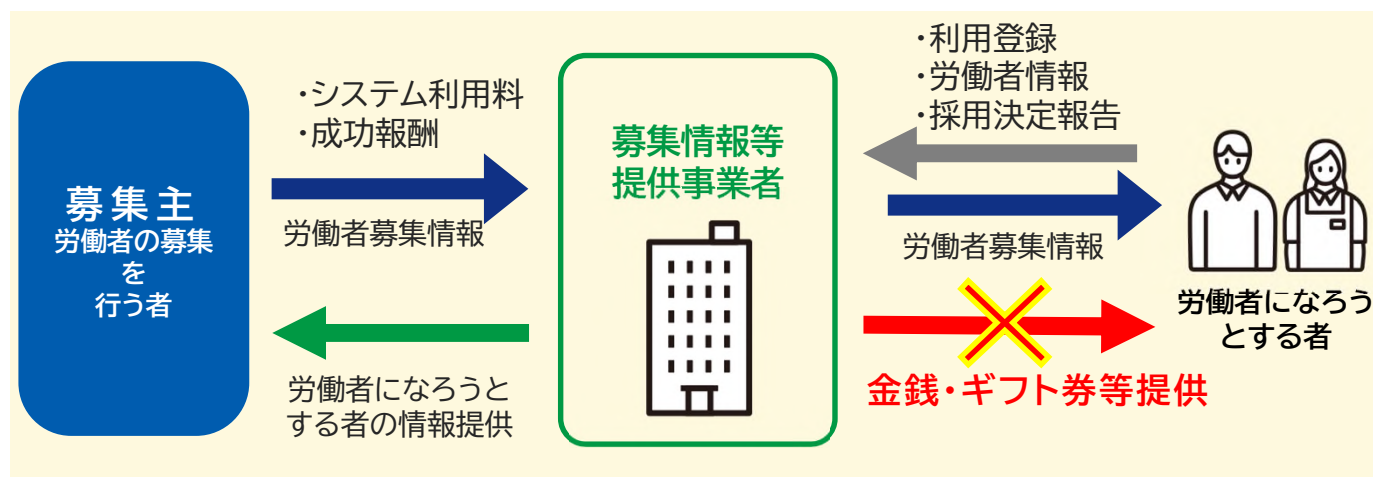 募集主
労働者の募集
を
行う者
・システム利用料
・成功報酬
労働者募集情報
労働者になろうと
する者の情報提供
募集情報等
提供事業者
・利用登録
・労働者情報
・採用決定報告
労働者募集情報
金銭・ギフト券等提供
労働者になろう
とする者